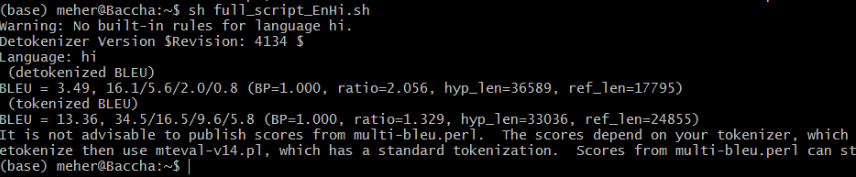 (base) meher@Baccha:~$ sh full_script_EnHi.sh
Warning: No built-in rules for language hi.
Detokenizer Version $Revision: 4134 $
Language: hi
 (detokenized BLEU)
BLEU = 3.49, 16.1/5.6/2.0/0.8 (BP=1.000, ratio=2.056, hyp_len=36589, ref_len=17795)
 (tokenized BLEU)
BLEU = 13.36, 34.5/16.5/9.6/5.8 (BP=1.000, ratio=1.329, hyp_len=33036, ref_len=24855)
It is not advisable to publish scores from multi-bleu.perl.  The scores depend on your tokenizer, which
etokenize then use mteval-v14.pl, which has a standard tokenization.  Scores from multi-bleu.perl can st
(base) meher@Baccha:~$